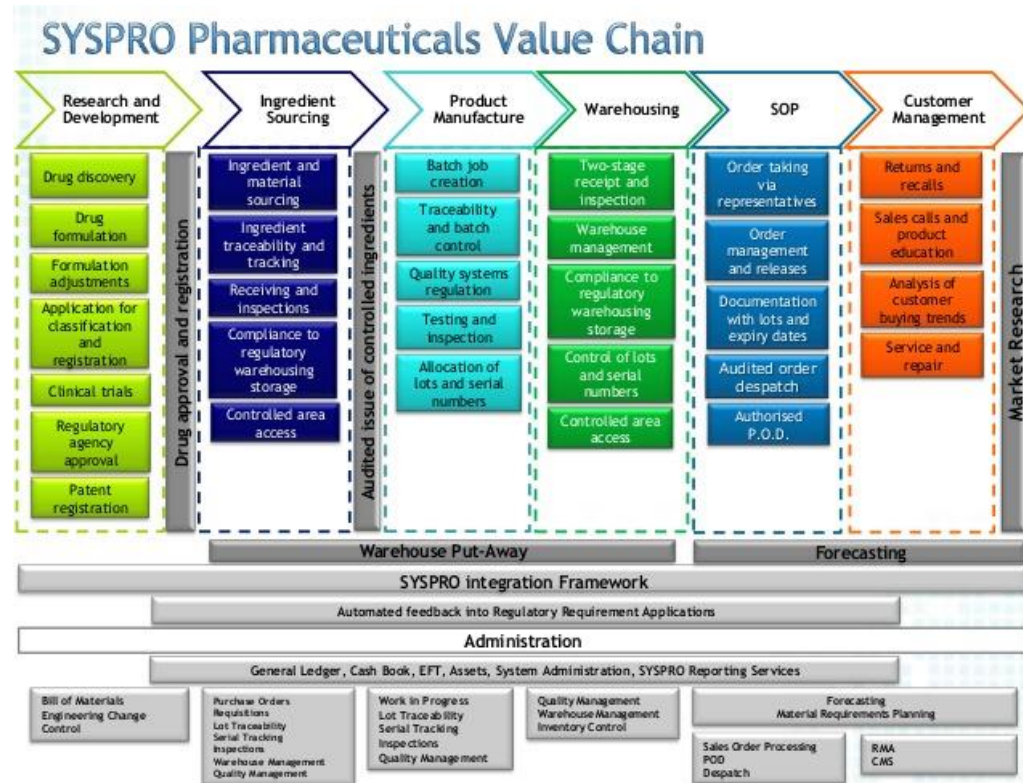 SYSPRO Pharmaceuticals Value Chain
Research and
Development
Ingredient
Sourcing
Product
Manufacture
Warehousing
SOP
Customer
Management
Drug discovery
Drug
formulation
Formulation
adjustments
Application for
classification
and
registration
Clinical trials
Regulatory
agency
approval
Patent
registration
Drug approval and registration
Ingredient and
material
sourcing
Ingredient
traceability and
tracking
Receiving and
inspections
Compliance to
regulatory
warehousing
storage
Controlled area
access
Audited issue of controlled ingredients
Batch job
creation
Traceability
and batch
control
Quality systems
regulation
Testing and
inspection
Allocation of
lots and serial
numbers
Two-stage
receipt and
inspection
Warehouse
management
Compliance to
regulatory
warehousing
storage
Control of lots
and serial
numbers
Controlled area
access
Order taking
via
representatives
Order
management
and releases
Documentation
with lots and
expiry dates
Audited order
despatch
Authorised
P.O.D.
Returns and
recalls
Sales calls and
product
education
Analysis of
customer
buying trends
Service and
repair
Market Research
Warehouse Put-Away
Forecasting
SYSPRO integration Framework
Automated feedback into Regulatory Requirement Applications
Administration
General Ledger, Cash Book, EFT, Assets, System Administration, SYSPRO Reporting Services
Bill of Materials
Engineering Change
Control
Purchase Orders
Requisitions
Lot Traceability
Serial Tracking
Inspections
Warehouse Management
Quality Management
Work in Progress
Lot Traceability
Serial Tracking
Inspections
Quality Management
Quality Management
Warehouse Management
Inventory Control
Forecasting
Material Requirements Planning
Sales Order Processing
POD
Despatch
RMA
CMS